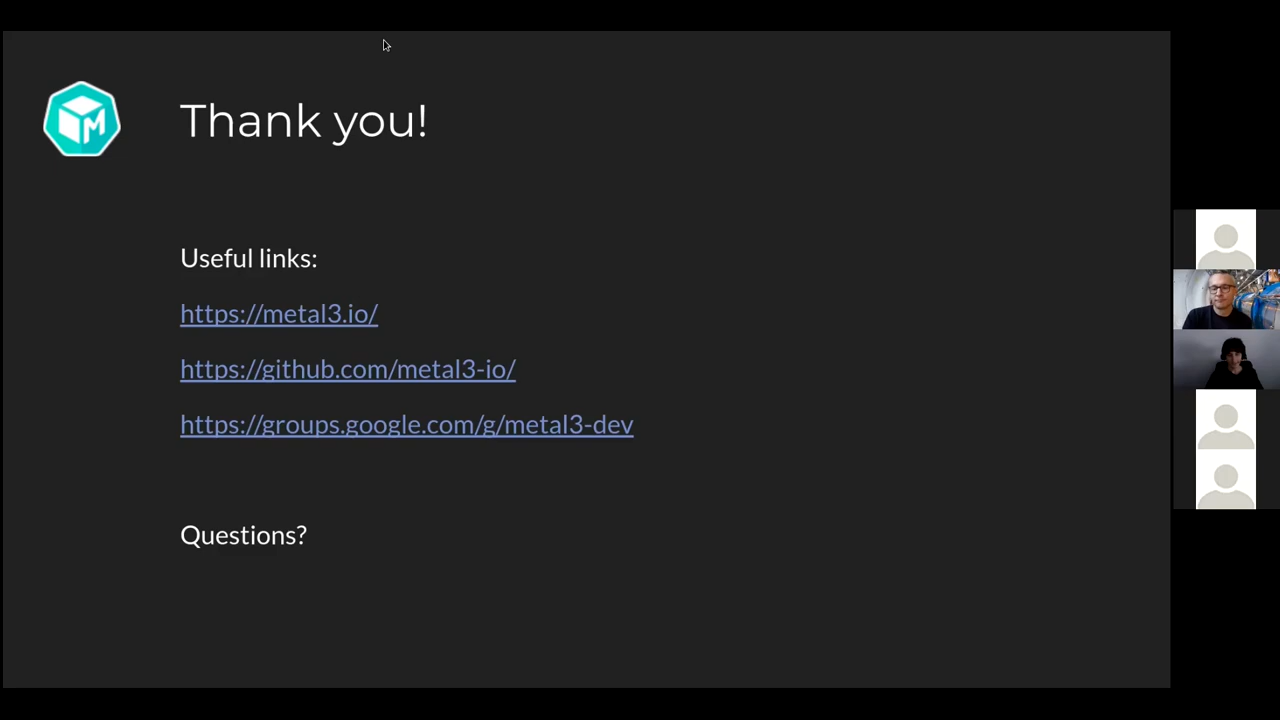 M
Thank you!
Useful links:
https://metal3.io/
https://github.com/metal3-io/
https://groups.google.com/g/metal3-dev
Questions?